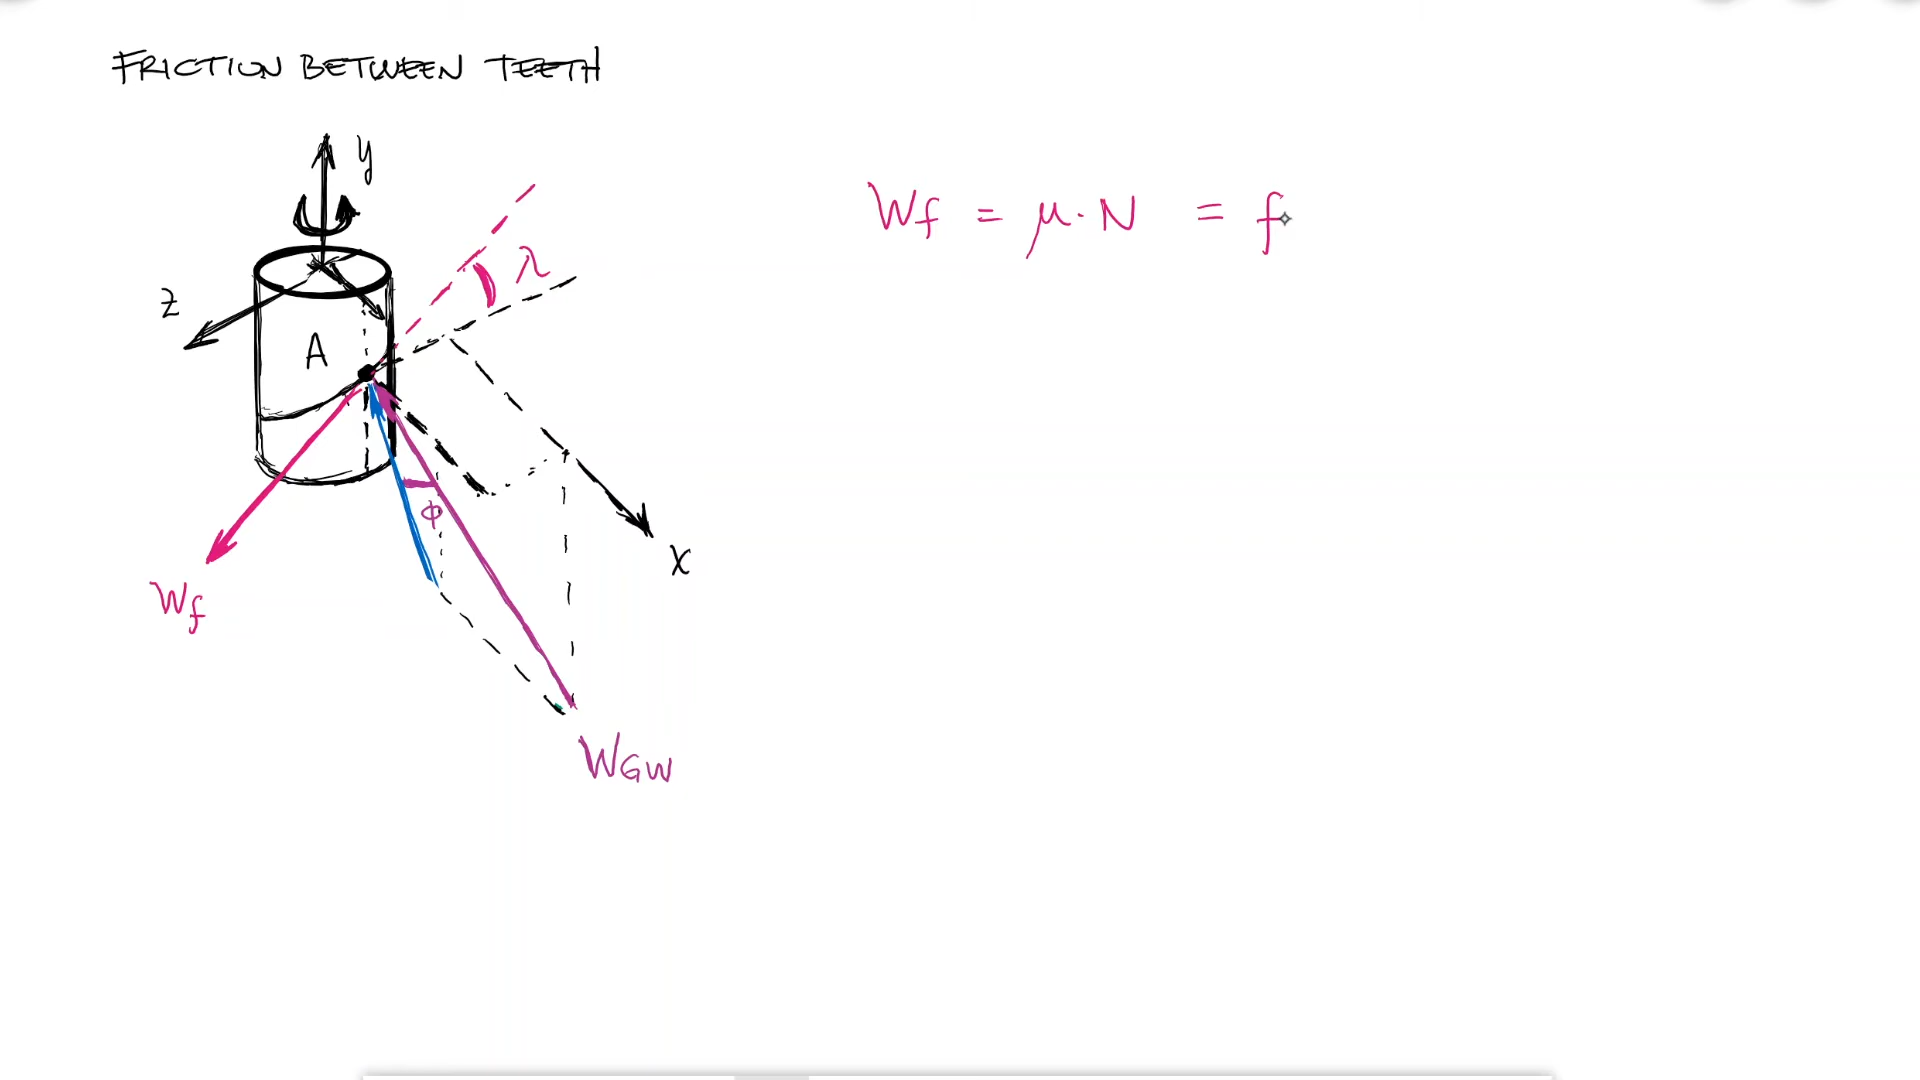 FRICTION BETWEEN TEETH
y
Wf = μ · N = f
λ
z
A
ϕ
x
Wf
WGW